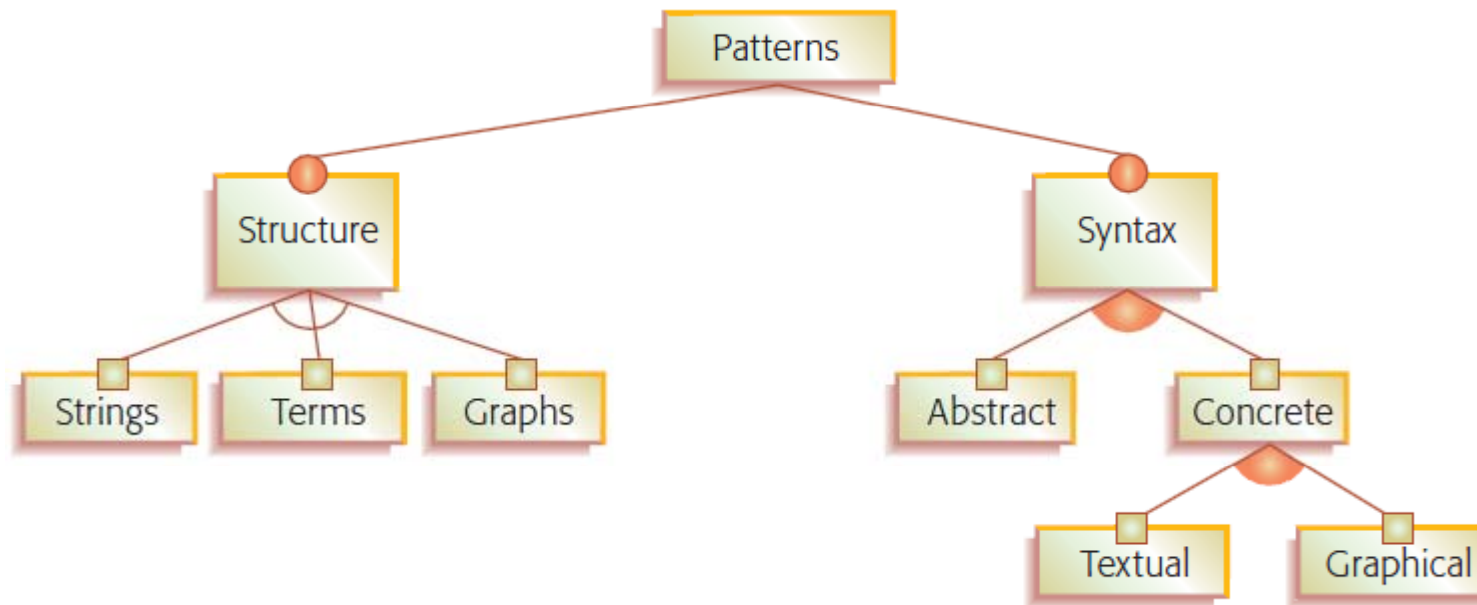 Patterns
Structure
Syntax
Strings
Terms
Graphs
Abstract
Concrete
Textual
Graphical